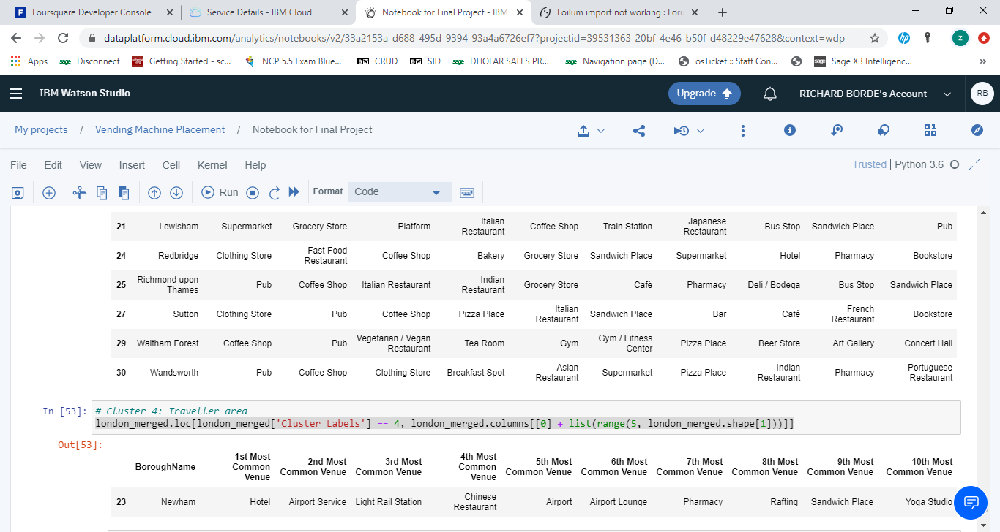 Foursquare Developer Console
Service Details - IBM Cloud
Notebook for Final Project - IBM
Foilum import not working : Foru
dataplatform.cloud.ibm.com/analytics/notebooks/v2/33a2153a-d688-495d-9394-93a4a6726ef7?projectid=39531363-20bf-4e46-b50f-d48229e47628&context=wdp
Apps
sage Disconnect
Getting Started - sc...
NCP 5.5 Exam Blue...
BW CRUD
BW SID
sage DHOFAR SALES PR...
sage Navigation page (D...
osTicket :: Staff Con...
sage Sage X3 Intelligenc...
IBM Watson Studio
Upgrade
RICHARD BORDE's Account
RB
My projects / Vending Machine Placement / Notebook for Final Project
File Edit View Insert Cell Kernel Help
Trusted | Python 3.6
Run
Format
Code
21 Lewisham Supermarket Grocery Store Platform Italian Restaurant Coffee Shop Train Station Japanese Restaurant Bus Stop Sandwich Place Pub
24 Redbridge Clothing Store Fast Food Restaurant Coffee Shop Bakery Grocery Store Sandwich Place Supermarket Hotel Pharmacy Bookstore
25 Richmond upon Thames Pub Coffee Shop Italian Restaurant Indian Restaurant Grocery Store Café Pharmacy Deli / Bodega Bus Stop Sandwich Place
27 Sutton Clothing Store Pub Coffee Shop Pizza Place Italian Restaurant Sandwich Place Bar Café French Restaurant Bookstore
29 Waltham Forest Coffee Shop Pub Vegetarian / Vegan Restaurant Tea Room Gym Gym / Fitness Center Pizza Place Beer Store Art Gallery Concert Hall
30 Wandsworth Pub Coffee Shop Clothing Store Breakfast Spot Asian Restaurant Supermarket Pizza Place Indian Restaurant Pharmacy Portuguese Restaurant
In [53]: # Cluster 4: Traveller area
london_merged.loc[london_merged['Cluster Labels'] == 4, london_merged.columns[[0] + list(range(5, london_merged.shape[1]))]]
Out[53]:
BoroughName 1st Most Common Venue 2nd Most Common Venue 3rd Most Common Venue 4th Most Common Venue 5th Most Common Venue 6th Most Common Venue 7th Most Common Venue 8th Most Common Venue 9th Most Common Venue 10th Most Common Venue
23 Newham Hotel Airport Service Light Rail Station Chinese Restaurant Airport Airport Lounge Pharmacy Rafting Sandwich Place Yoga Studio